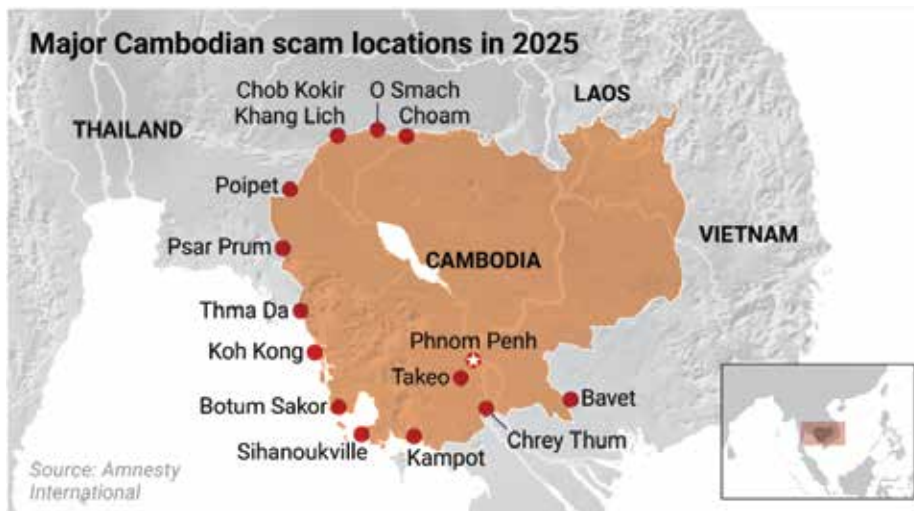 Major Cambodian scam locations in 2025
Chob Kokir
Khang Lich
O Smach
Choam
LAOS
THAILAND
Poipet
VIETNAM
Psar Prum
CAMBODIA
Thma Da
Phnom Penh
Koh Kong
Takeo
Botum Sakor
Bavet
Chrey Thum
Sihanoukville
Kampot
Source: Amnesty
International